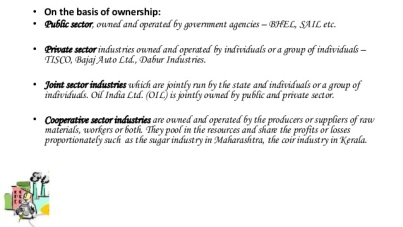 • On the basis of ownership:
• Public sector, owned and operated by government agencies – BHEL, SAIL etc.
• Private sector industries owned and operated by individuals or a group of individuals –
TISCO, Bajaj Auto Ltd., Dabur Industries.
• Joint sector industries which are jointly run by the state and individuals or a group of
individuals. Oil India Ltd. (OIL) is jointly owned by public and private sector.
• Cooperative sector industries are owned and operated by the producers or suppliers of raw
materials, workers or both. They pool in the resources and share the profits or losses
proportionately such as the sugar industry in Maharashtra, the coir industry in Kerala.